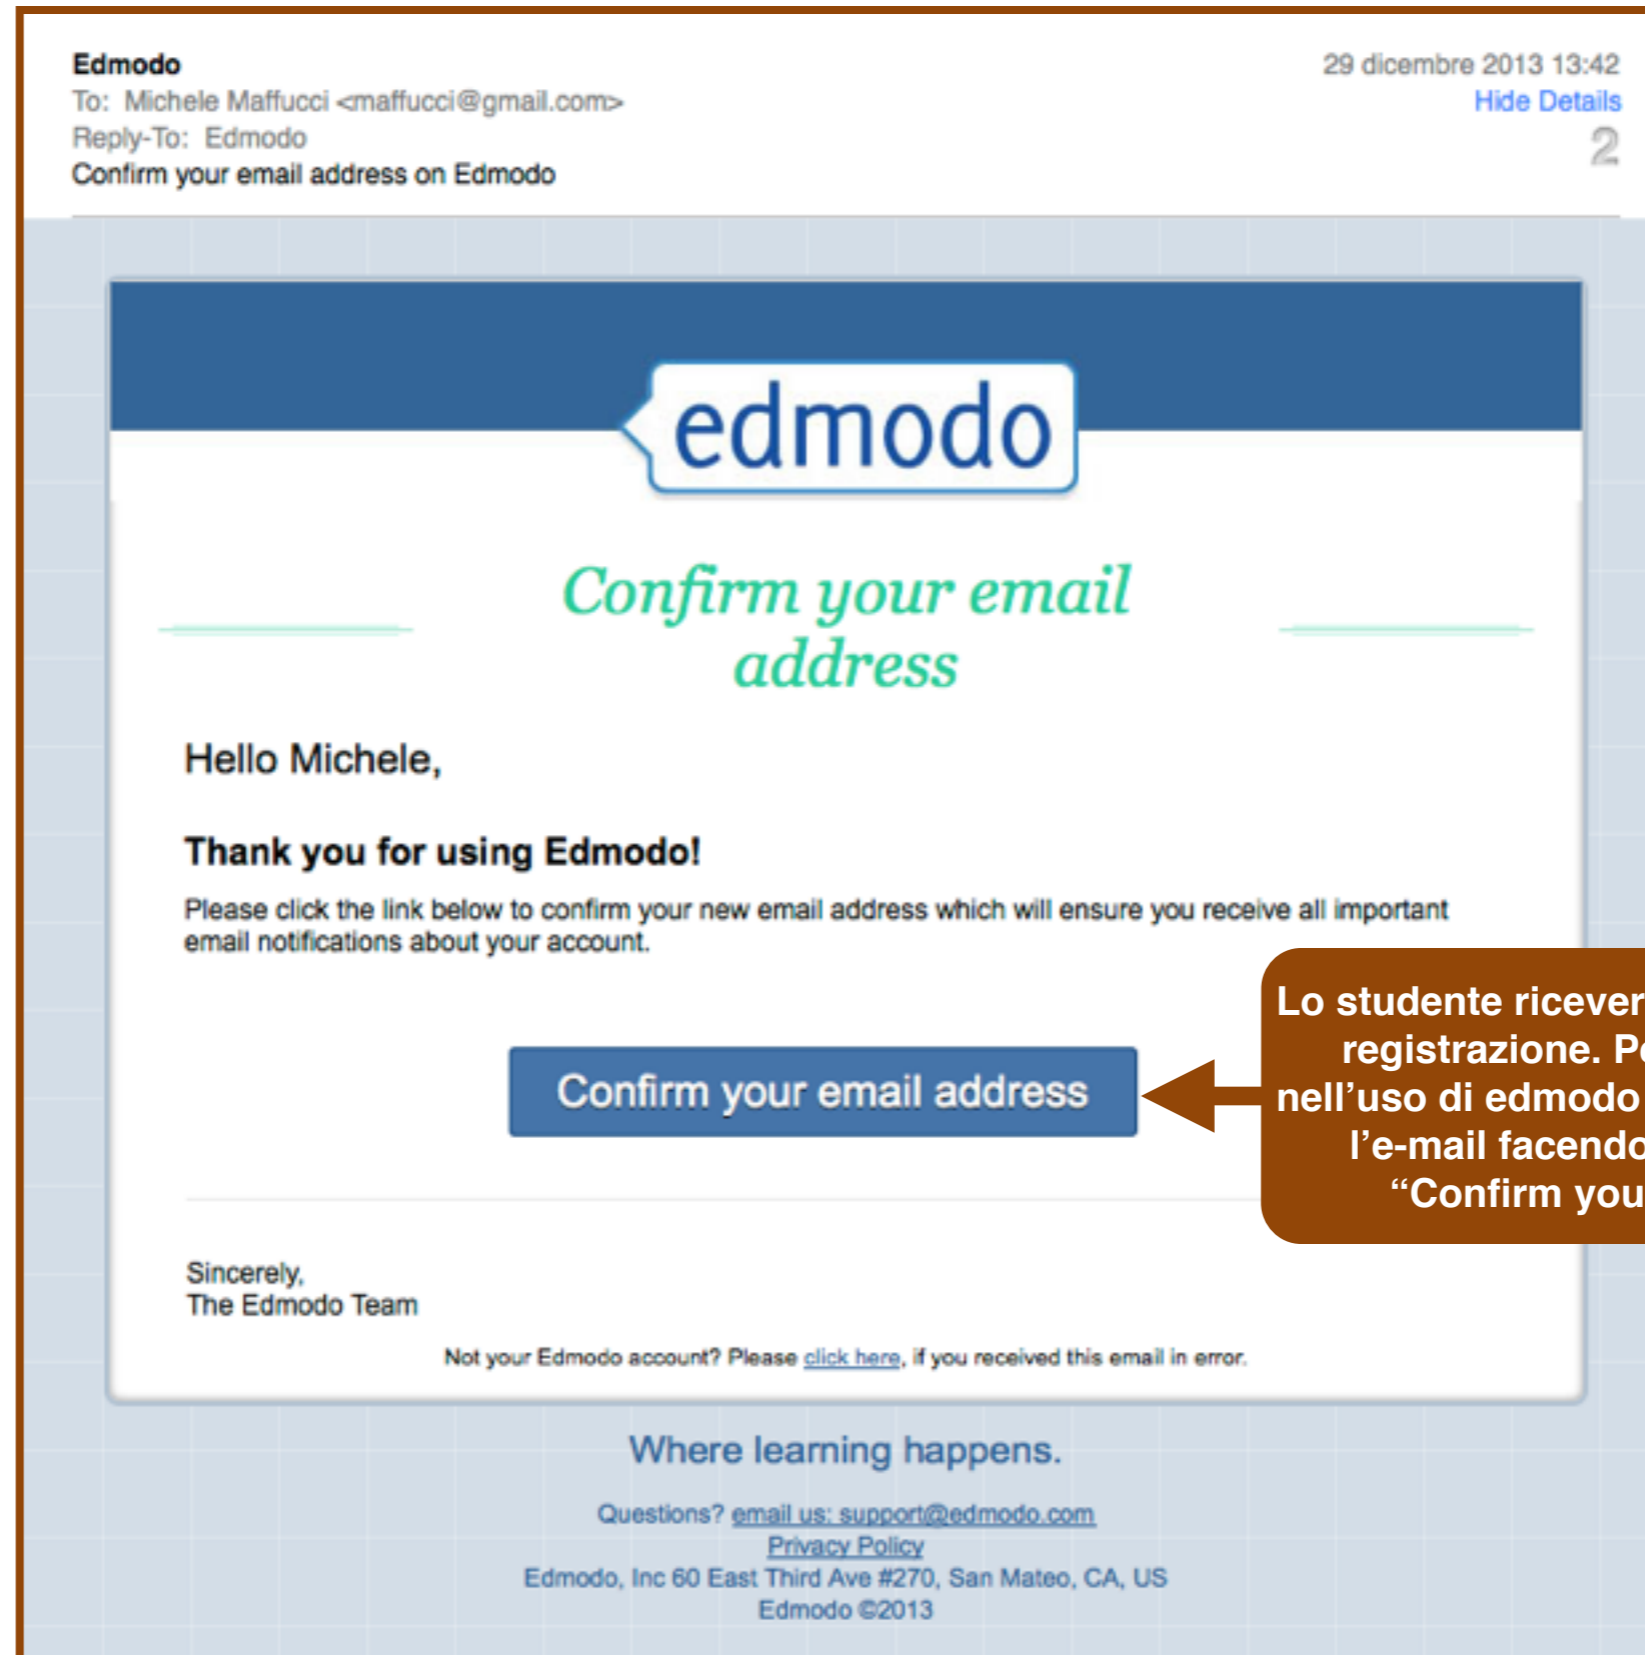 Edmodo
29 dicembre 2013 13:42
To: Michele Maffucci <maffucci@gmail.com>
Hide Details
Reply-To: Edmodo
2
Confirm your email address on Edmodo
edmodo
Confirm your email
address
Hello Michele,
Thank you for using Edmodo!
Please click the link below to confirm your new email address which will ensure you receive all important
email notifications about your account.
Confirm your email address
Lo studente ricever
registrazione. P
nell’uso di edmodo
l’e-mail facendo
“Confirm you
Sincerely,
The Edmodo Team
Not your Edmodo account? Please click here, if you received this email in error.
Where learning happens.
Questions? email us: support@edmodo.com
Privacy Policy
Edmodo, Inc 60 East Third Ave #270, San Mateo, CA, US
Edmodo ©2013